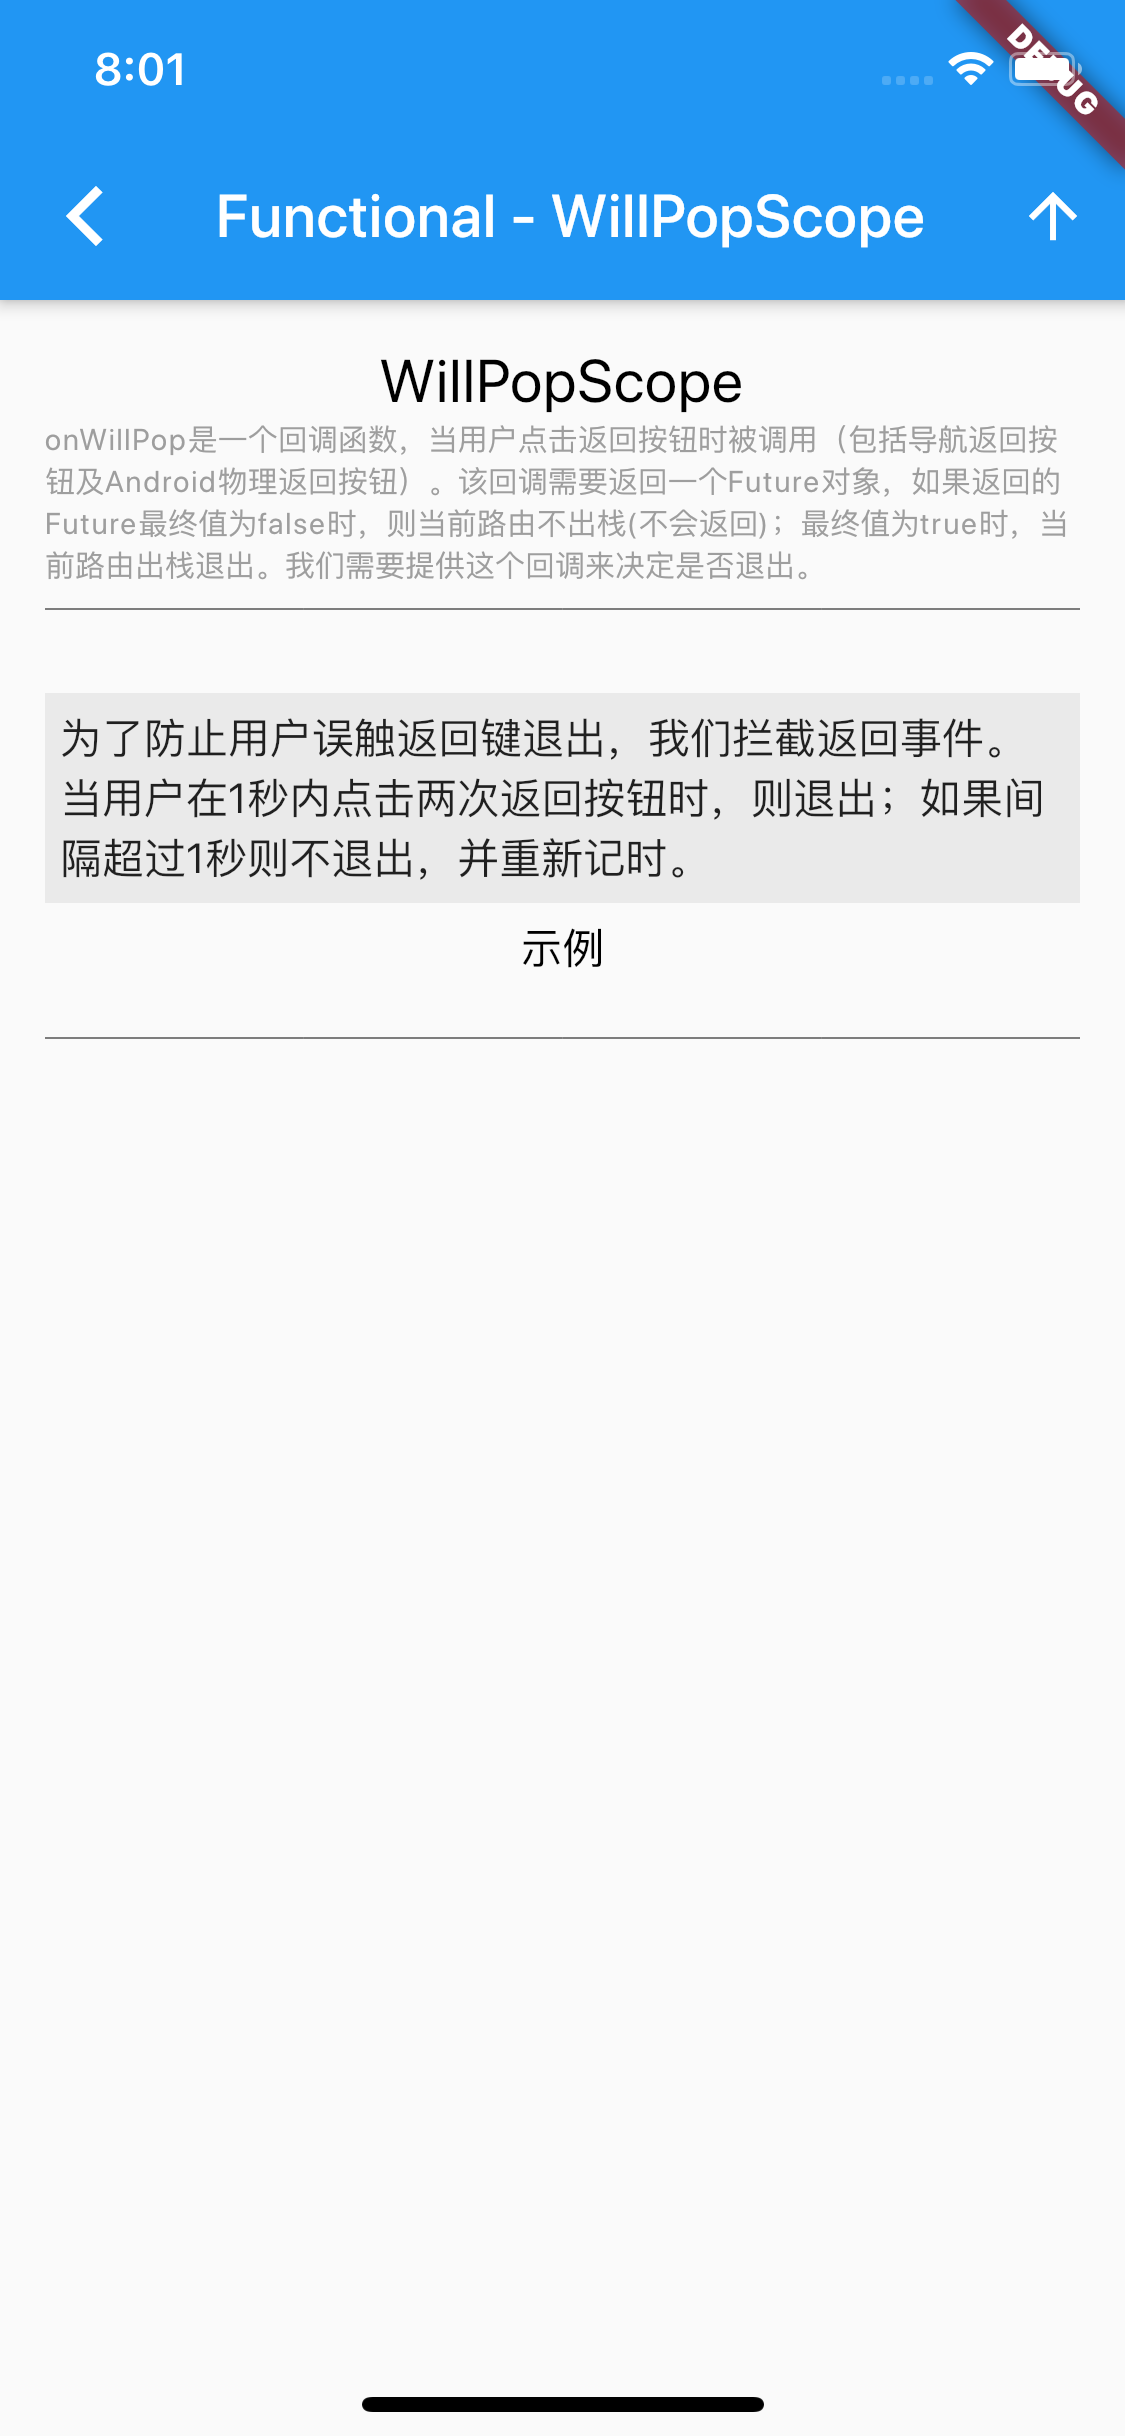 8:01
DEBUG
Functional - WillPopScope
WillPopScope
onWillPop是一个回调函数，当用户点击返回按钮时被调用（包括导航返回按
钮及Android物理返回按钮）。该回调需要返回一个Future对象，如果返回的
Future最终值为false时，则当前路由不出栈(不会返回)；最终值为true时，当
前路由出栈退出。我们需要提供这个回调来决定是否退出。
为了防止用户误触返回键退出，我们拦截返回事件。
当用户在1秒内点击两次返回按钮时，则退出；如果间
隔超过1秒则不退出，并重新记时。
示例